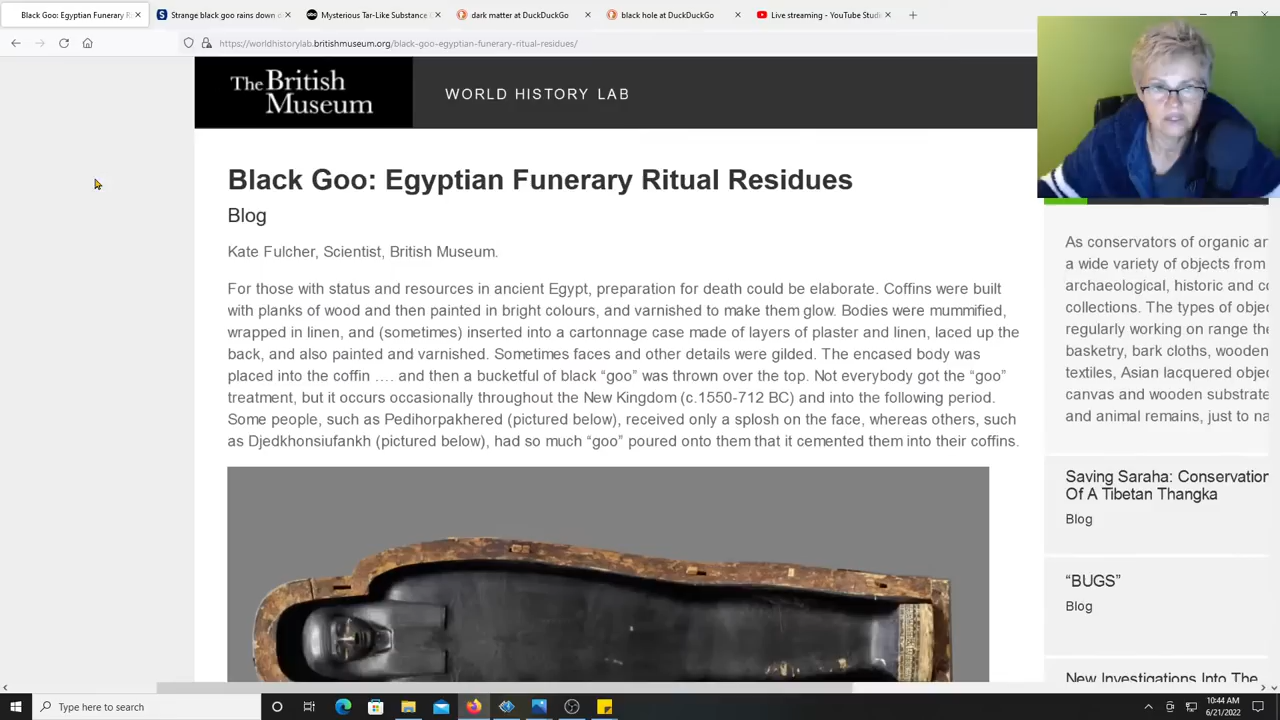 Black Goo: Egyptian Funerary R
Strange black goo rains down o
Mysterious Tar-Like Substance
dark matter at DuckDuckGo
black hole at DuckDuckGo
Live streaming - YouTube Studi
https://worldhistorylab.britishmuseum.org/black-goo-egyptian-funerary-ritual-residues/
The British
Museum
WORLD HISTORY LAB
Black Goo: Egyptian Funerary Ritual Residues
Blog
Kate Fulcher, Scientist, British Museum.
For those with status and resources in ancient Egypt, preparation for death could be elaborate. Coffins were built
with planks of wood and then painted in bright colours, and varnished to make them glow. Bodies were mummified,
wrapped in linen, and (sometimes) inserted into a cartonnage case made of layers of plaster and linen, laced up the
back, and also painted and varnished. Sometimes faces and other details were gilded. The encased body was
placed into the coffin …. and then a bucketful of black “goo” was thrown over the top. Not everybody got the “goo”
treatment, but it occurs occasionally throughout the New Kingdom (c.1550-712 BC) and into the following period.
Some people, such as Pedihorpakhered (pictured below), received only a splosh on the face, whereas others, such
as Djedkhonsiufankh (pictured below), had so much “goo” poured onto them that it cemented them into their coffins.
As conservators of organic ar
a wide variety of objects from
archaeological, historic and co
collections. The types of objec
regularly working on range the
basketry, bark cloths, wooden
textiles, Asian lacquered objec
canvas and wooden substrate
and animal remains, just to na
Saving Saraha: Conservation
Of A Tibetan Thangka
Blog
“BUGS”
Blog
New Investigations Into The
Type here to search
10:44 AM
6/21/2022